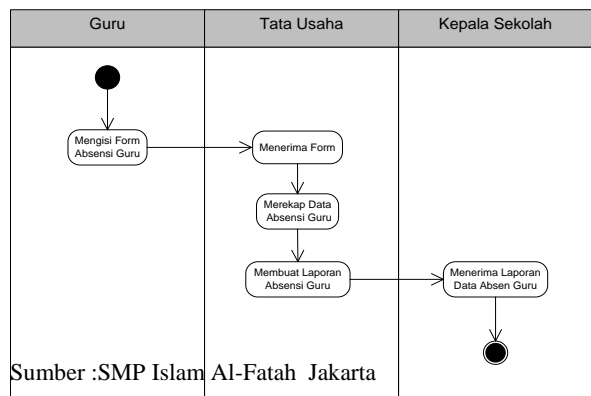 Guru
Tata Usaha
Kepala Sekolah
Mengisi Form
Absensi Guru
Menerima Form
Merekap Data
Absensi Guru
Membuat Laporan
Absensi Guru
Menerima Laporan
Data Absen Guru
Sumber :SMP Islam Al-Fatah Jakarta